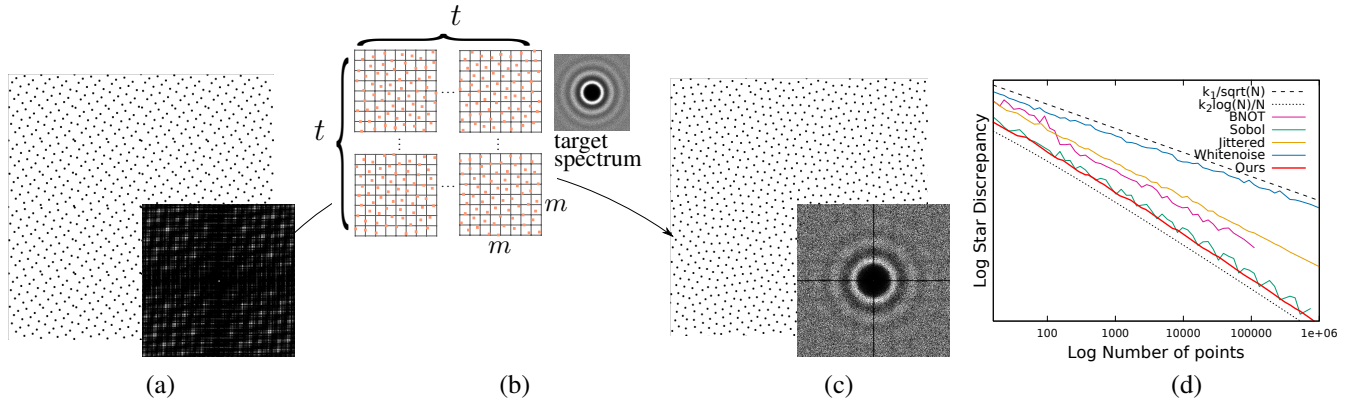 t
t
target
spectrum
m
m
k1/sqrt(N)
k2log(N)/N
BNOT
Sobol
Jittered
Whitenoise
Ours
Log Star Discrepancy
100
1000
10000
100000
1e+06
Log Number of points
(a)
(b)
(c)
(d)